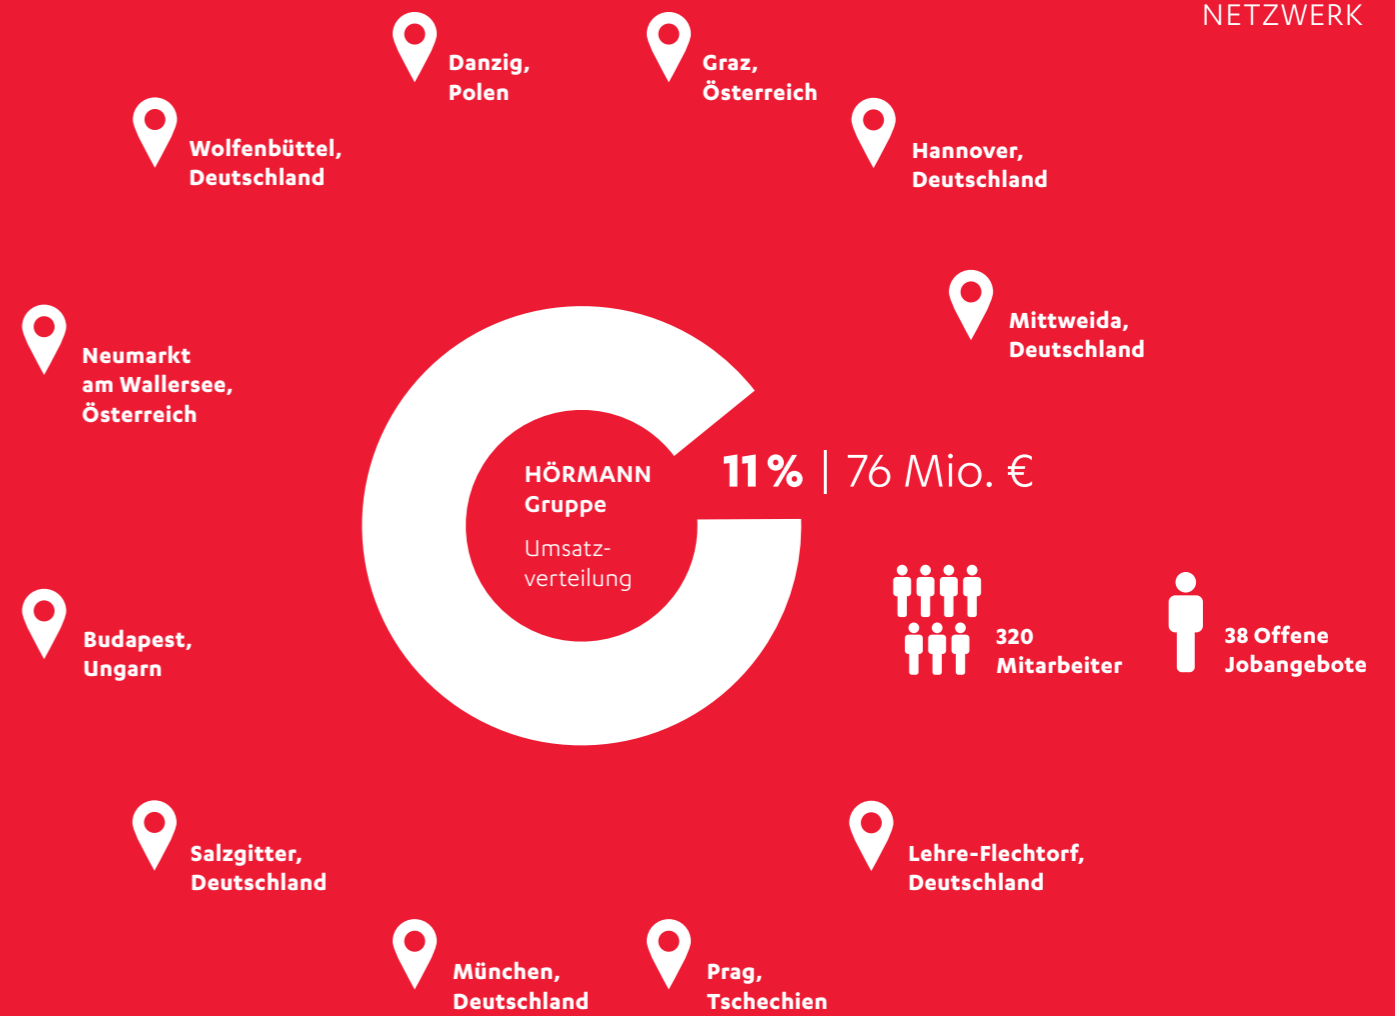 NETZWERK
Danzig,
Polen
Graz,
Österreich
Wolfenbüttel,
Deutschland
Hannover,
Deutschland
Mittweida,
Deutschland
Neumarkt
am Wallersee,
Österreich
HÖRMANN
Gruppe
Umsatz-
verteilung
11 % | 76 Mio. €
320
Mitarbeiter
38 Offene
Jobangebote
Budapest,
Ungarn
Salzgitter,
Deutschland
Lehre-Flechtorf,
Deutschland
München,
Deutschland
Prag,
Tschechien